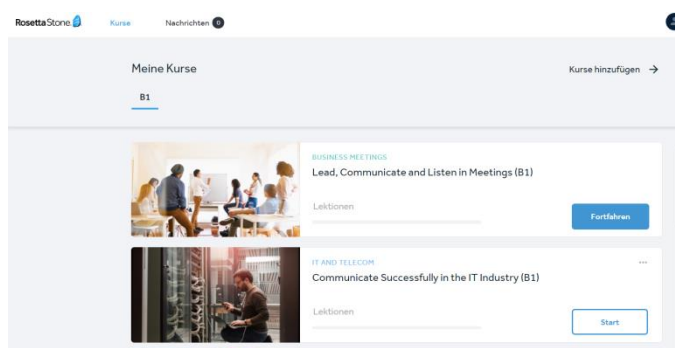 RosettaStone
Kurse
Nachrichten 0
Meine Kurse
Kurse hinzufügen →
B1
BUSINESS MEETINGS
Lead, Communicate and Listen in Meetings (B1)
Lektionen
Fortfahren
IT AND TELECOM
...
Communicate Successfully in the IT Industry (B1)
Lektionen
Start